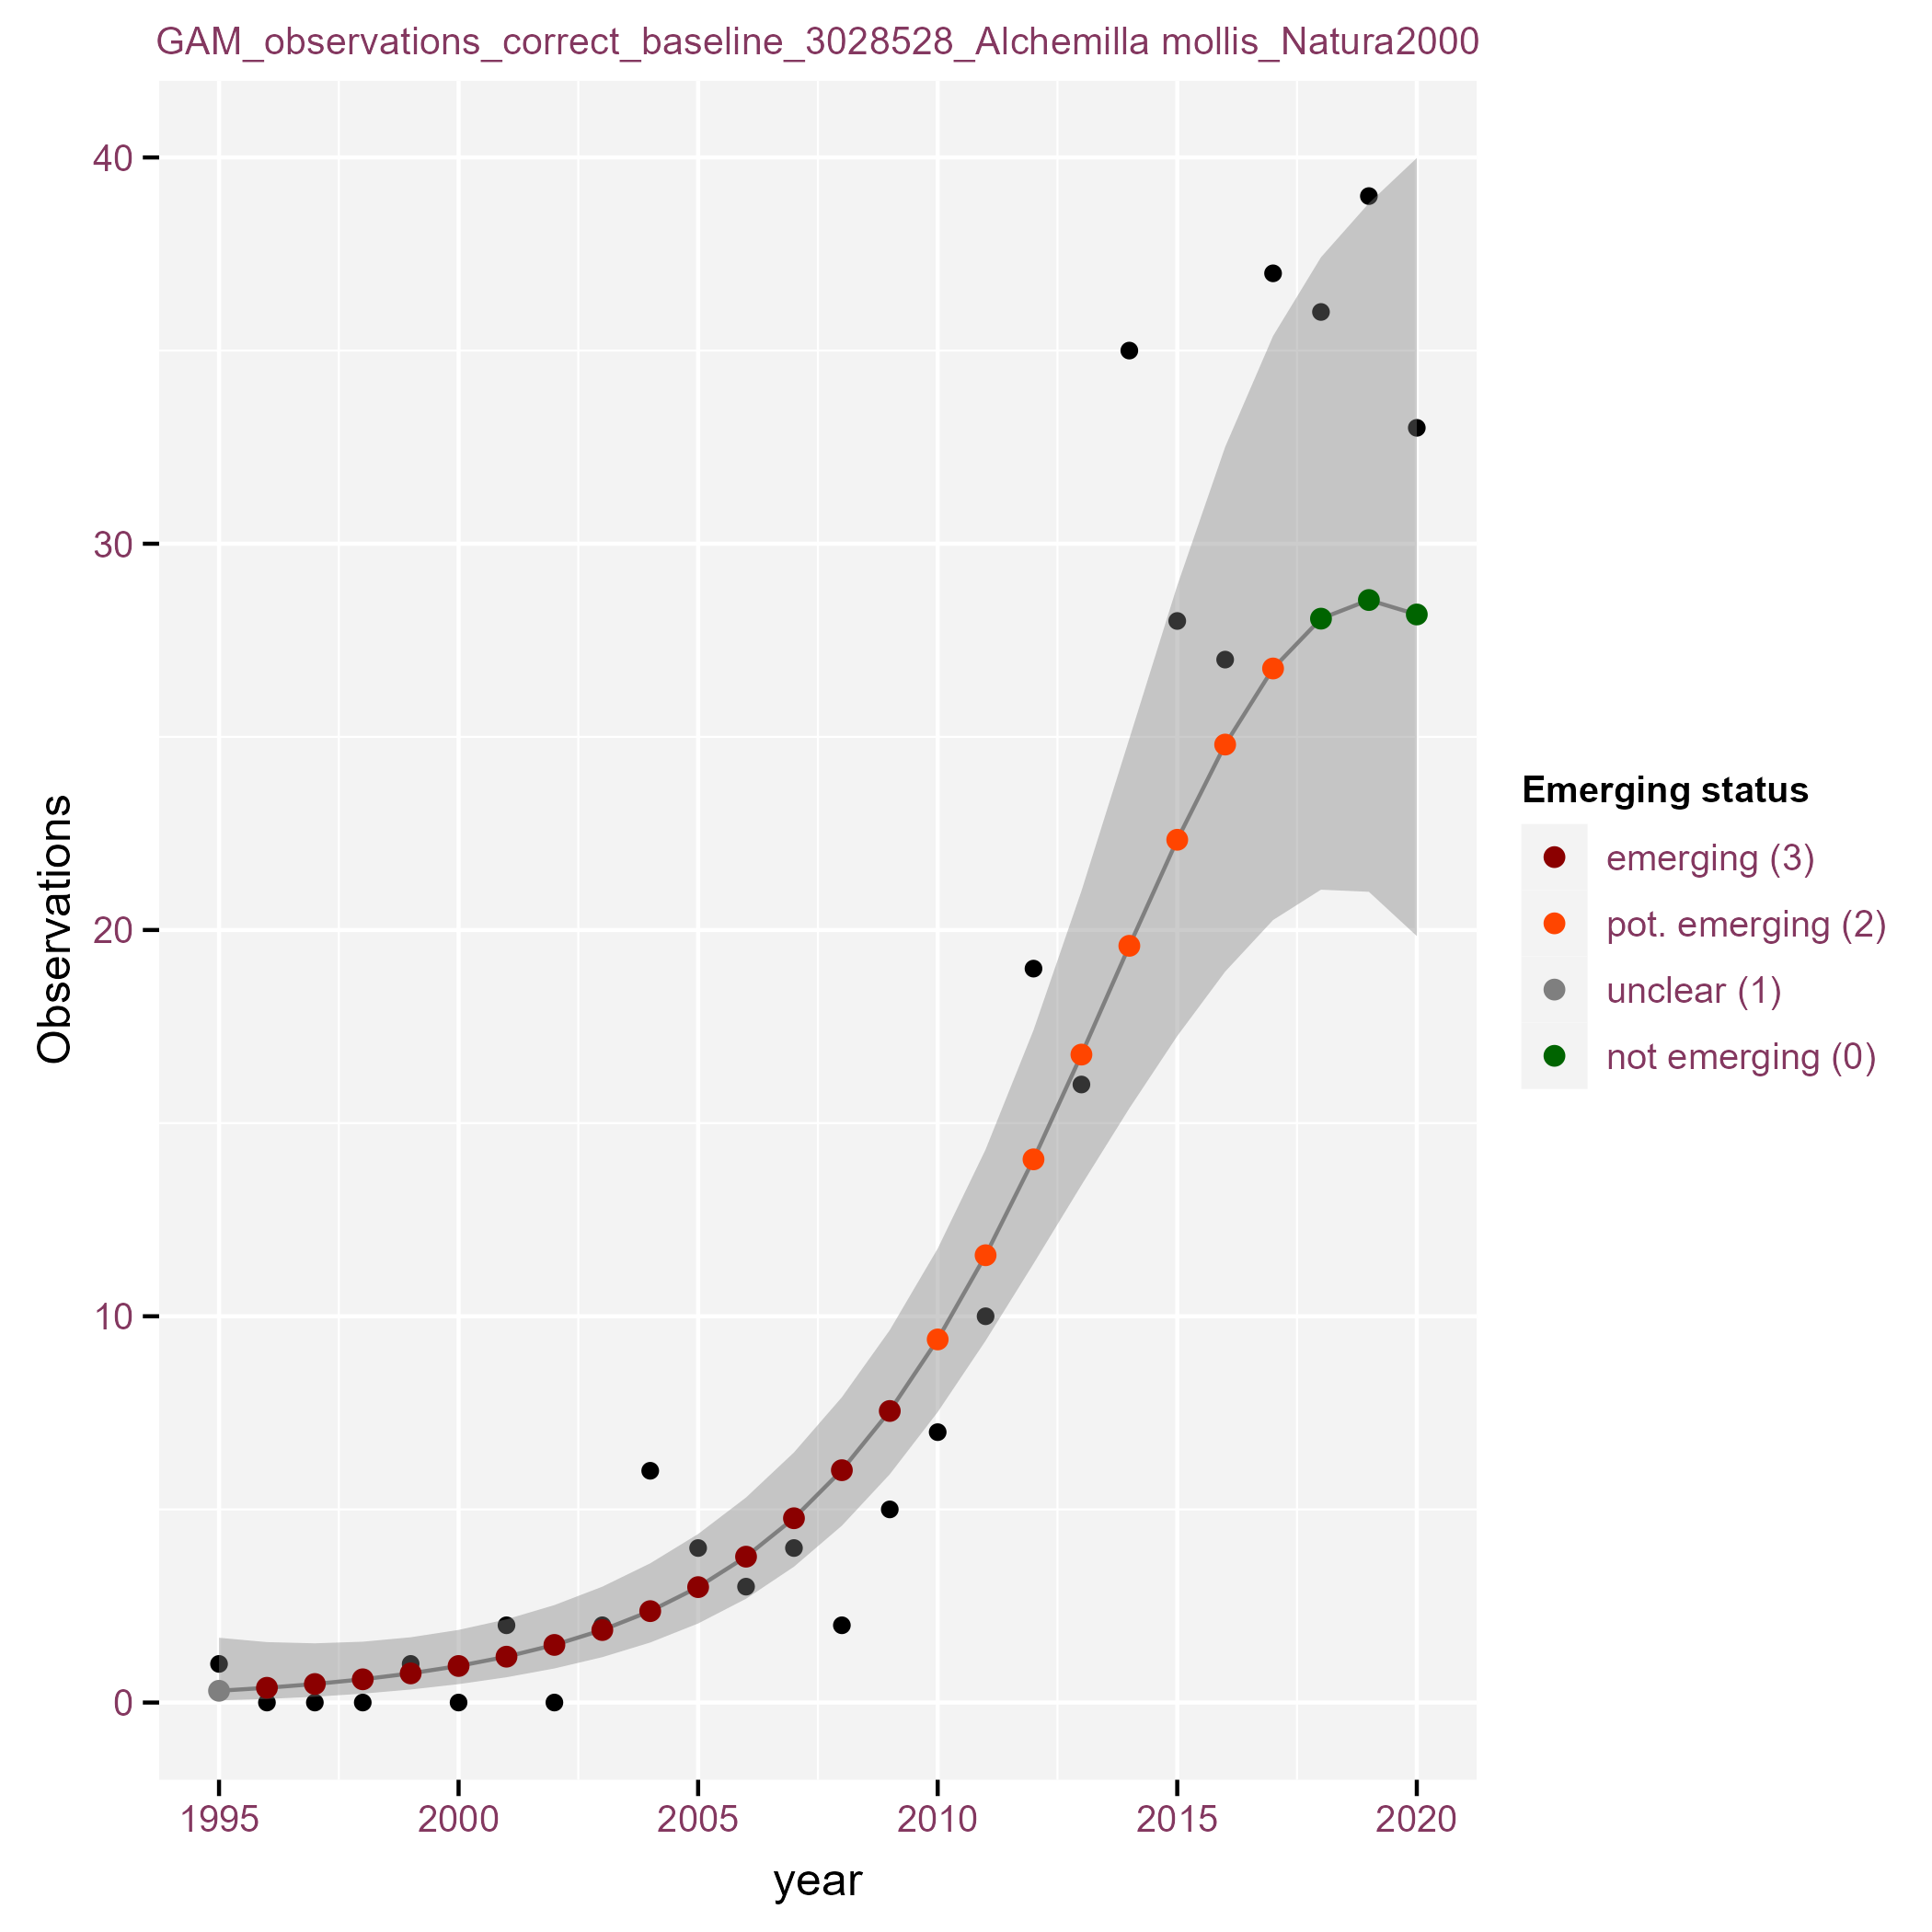 GAM_observations_correct_baseline_3028528_Alchemilla mollis_Natura2000
40
30
20
10
0
Observations
1995 2000 2005 2010 2015 2020
year
Emerging status
emerging (3)
pot. emerging (2)
unclear (1)
not emerging (0)